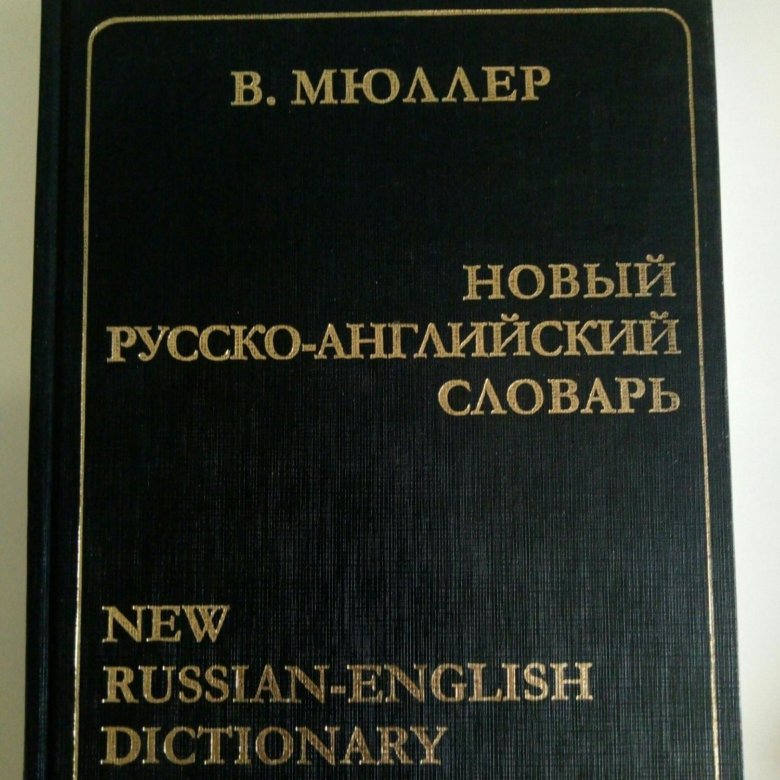 В. МЮЛЛЕР
НОВЫЙ
РУССКО-АНГЛИЙСКИЙ
СЛОВАРЬ
NEW
RUSSIAN-ENGLISH
DICTIONARY